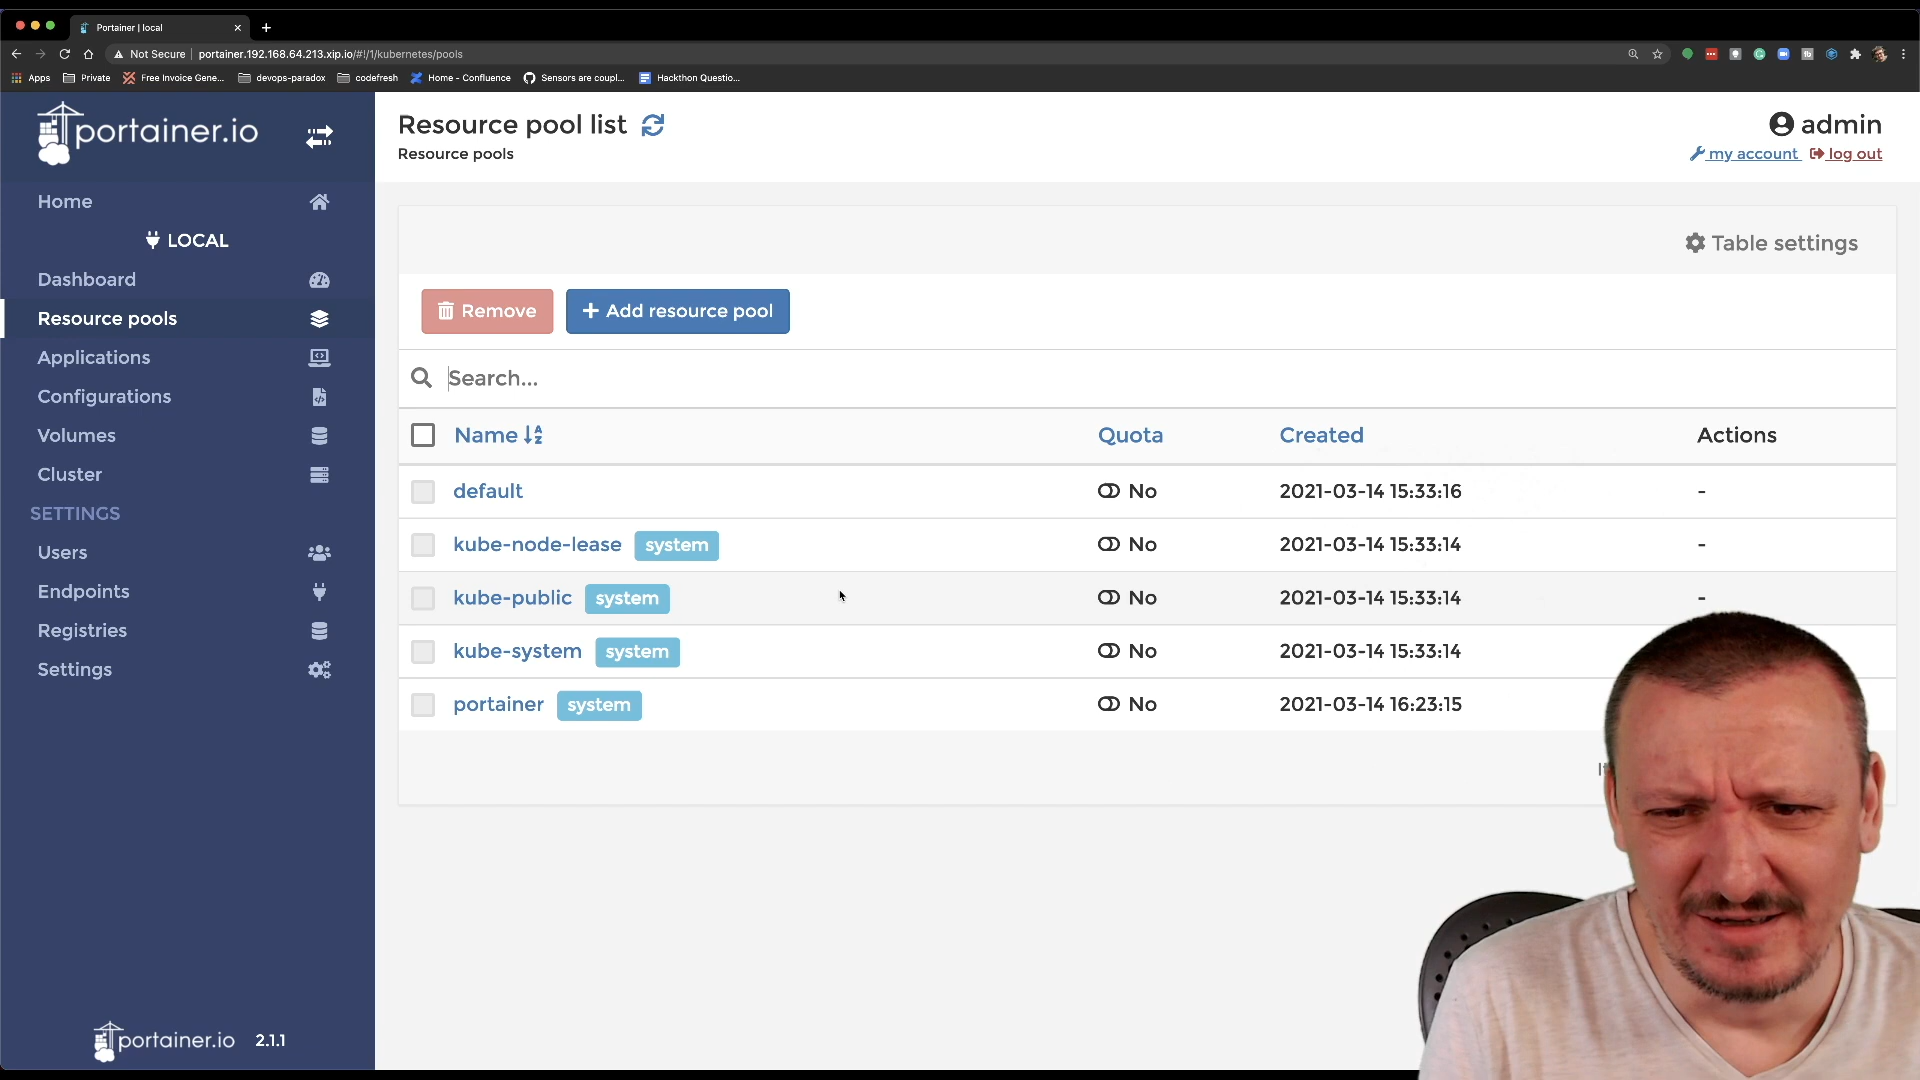 Portainer | local
Not Secure | portainer.192.168.64.213.xip.io/#!/1/kubernetes/pools
Apps Private Free Invoice Gene... devops-paradox codefresh Home - Confluence Sensors are coupl... Hackthon Questio...
portainer.io
Home
LOCAL
Dashboard
Resource pools
Applications
Configurations
Volumes
Cluster
SETTINGS
Users
Endpoints
Registries
Settings
portainer.io 2.1.1
Resource pool list
Resource pools
admin
my account log out
Table settings
Remove + Add resource pool
Search...
Name Quota Created Actions
default No 2021-03-14 15:33:16 -
kube-node-lease system No 2021-03-14 15:33:14 -
kube-public system No 2021-03-14 15:33:14 -
kube-system system No 2021-03-14 15:33:14
portainer system No 2021-03-14 16:23:15